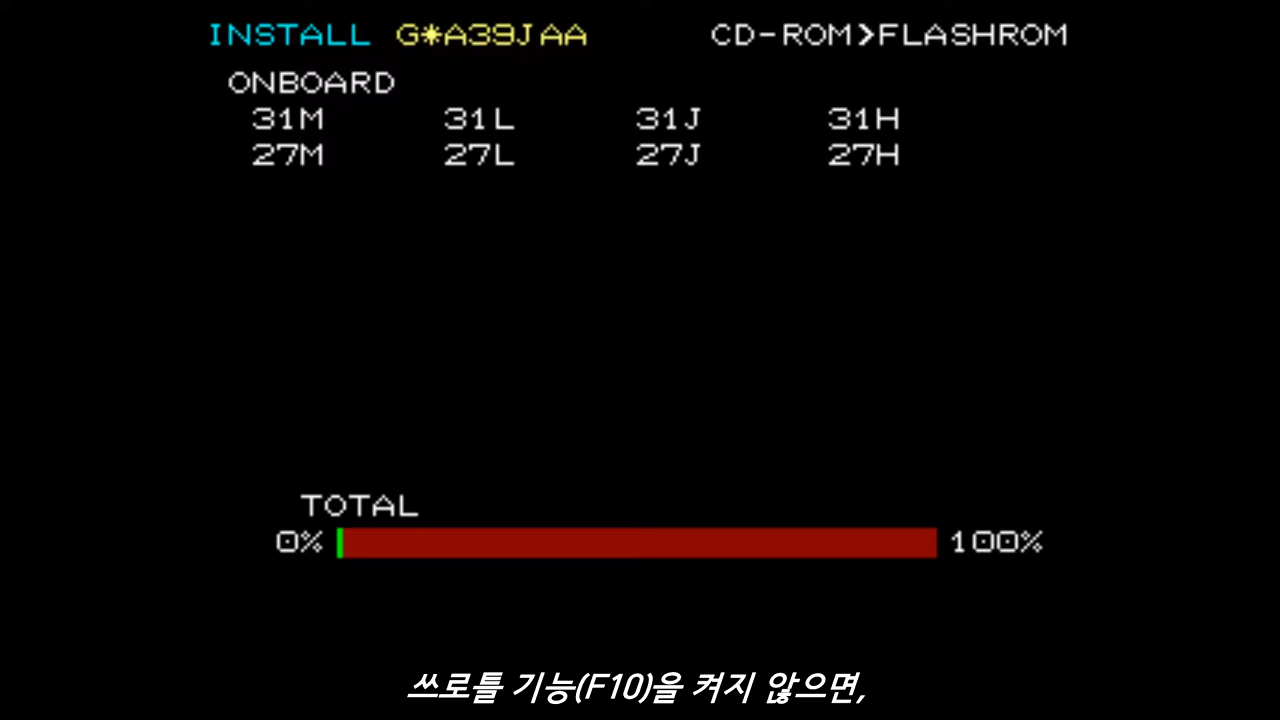 INSTALL G*A39JAA CD-ROM>FLASHROM
ONBOARD
31M 31L 31J 31H
27M 27L 27J 27H
TOTAL
0% 100%
쓰로틀 기능(F10)을 켜지 않으면,